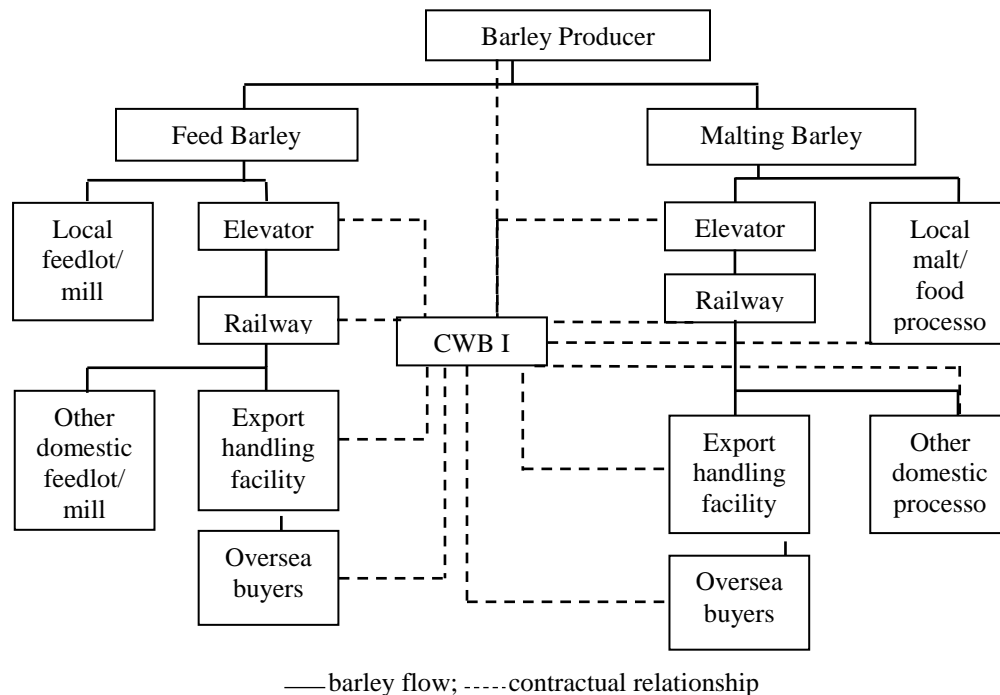 Barley Producer
Feed Barley
Malting Barley
Local
feedlot/
mill
Elevator
Elevator
Local
malt/
food
processo
Railway
Railway
CWB I
Other
domestic
feedlot/
mill
Export
handling
facility
Export
handling
facility
Other
domestic
processo
Oversea
buyers
Oversea
buyers
——barley flow; -----contractual relationship